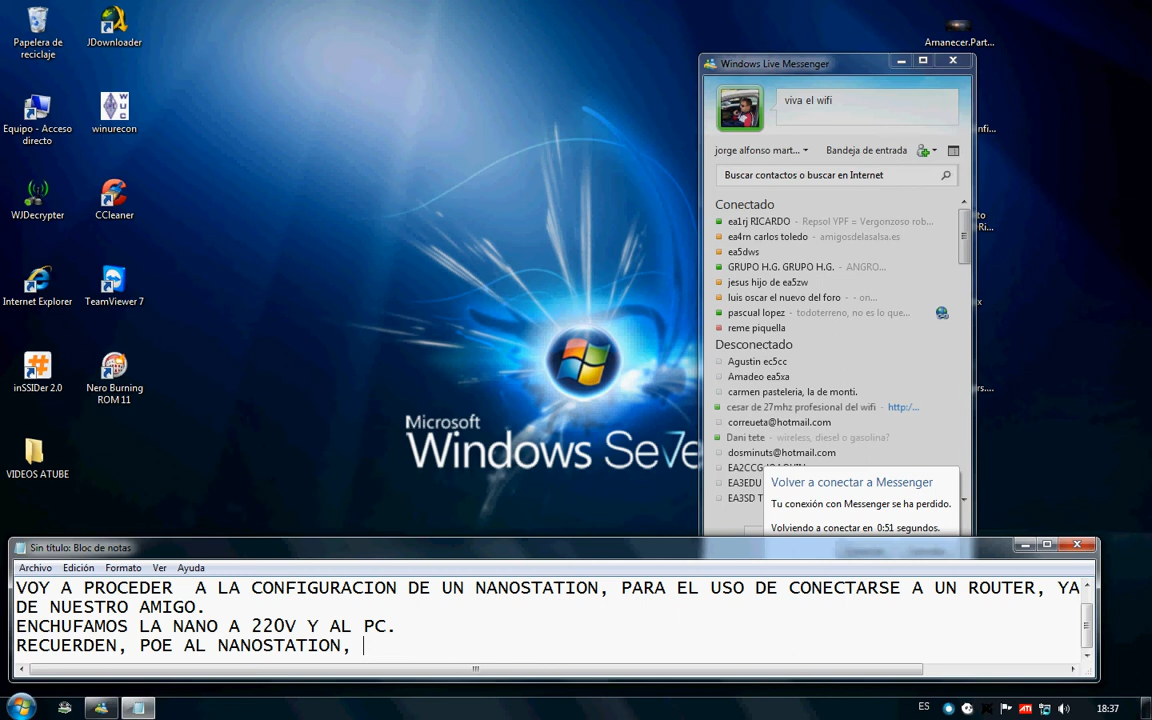 Papelera de
reciclaje
JDownloader
Equipo - Acceso
directo
winurecon
WJDecrypter
CCleaner
Internet Explorer
TeamViewer 7
inSSIDer 2.0
Nero Burning
ROM 11
VIDEOS ATUBE
Microsoft
Windows Se7e
Amanecer.Part...
Windows Live Messenger
viva el wifi
jorge alfonso mart...
Bandeja de entrada
Buscar contactos o buscar en Internet
Conectado
ea1rj RICARDO - Repsol YPF = Vergonzoso rob...
ea4rn carlos toledo - amigosdelasalsa.es
ea5dws
GRUPO H.G. GRUPO H.G. - ANGRO...
jesus hijo de ea5zw
luis oscar el nuevo del foro - - on...
pascual lopez - todoterreno, no es lo que...
reme piquella
Desconectado
Agustin ec5cc
Amadeo ea5xa
carmen pasteleria, la de monti.
cesar de 27mhz profesional del wifi - http:/...
correueta@hotmail.com
Dani tete - wireless, diesel o gasolina?
dosminuts@hotmail.com
EA2CCG
EA3EDU
EA3SD T
Volver a conectar a Messenger
Tu conexión con Messenger se ha perdido.
Volviendo a conectar en 0:51 segundos.
Sin título: Bloc de notas
Archivo Edición Formato Ver Ayuda
VOY A PROCEDER  A LA CONFIGURACION DE UN NANOSTATION, PARA EL USO DE CONECTARSE A UN ROUTER, YA
DE NUESTRO AMIGO.
ENCHUFAMOS LA NANO A 220V Y AL PC.
RECUERDEN, POE AL NANOSTATION,
ES
ATI
18:37